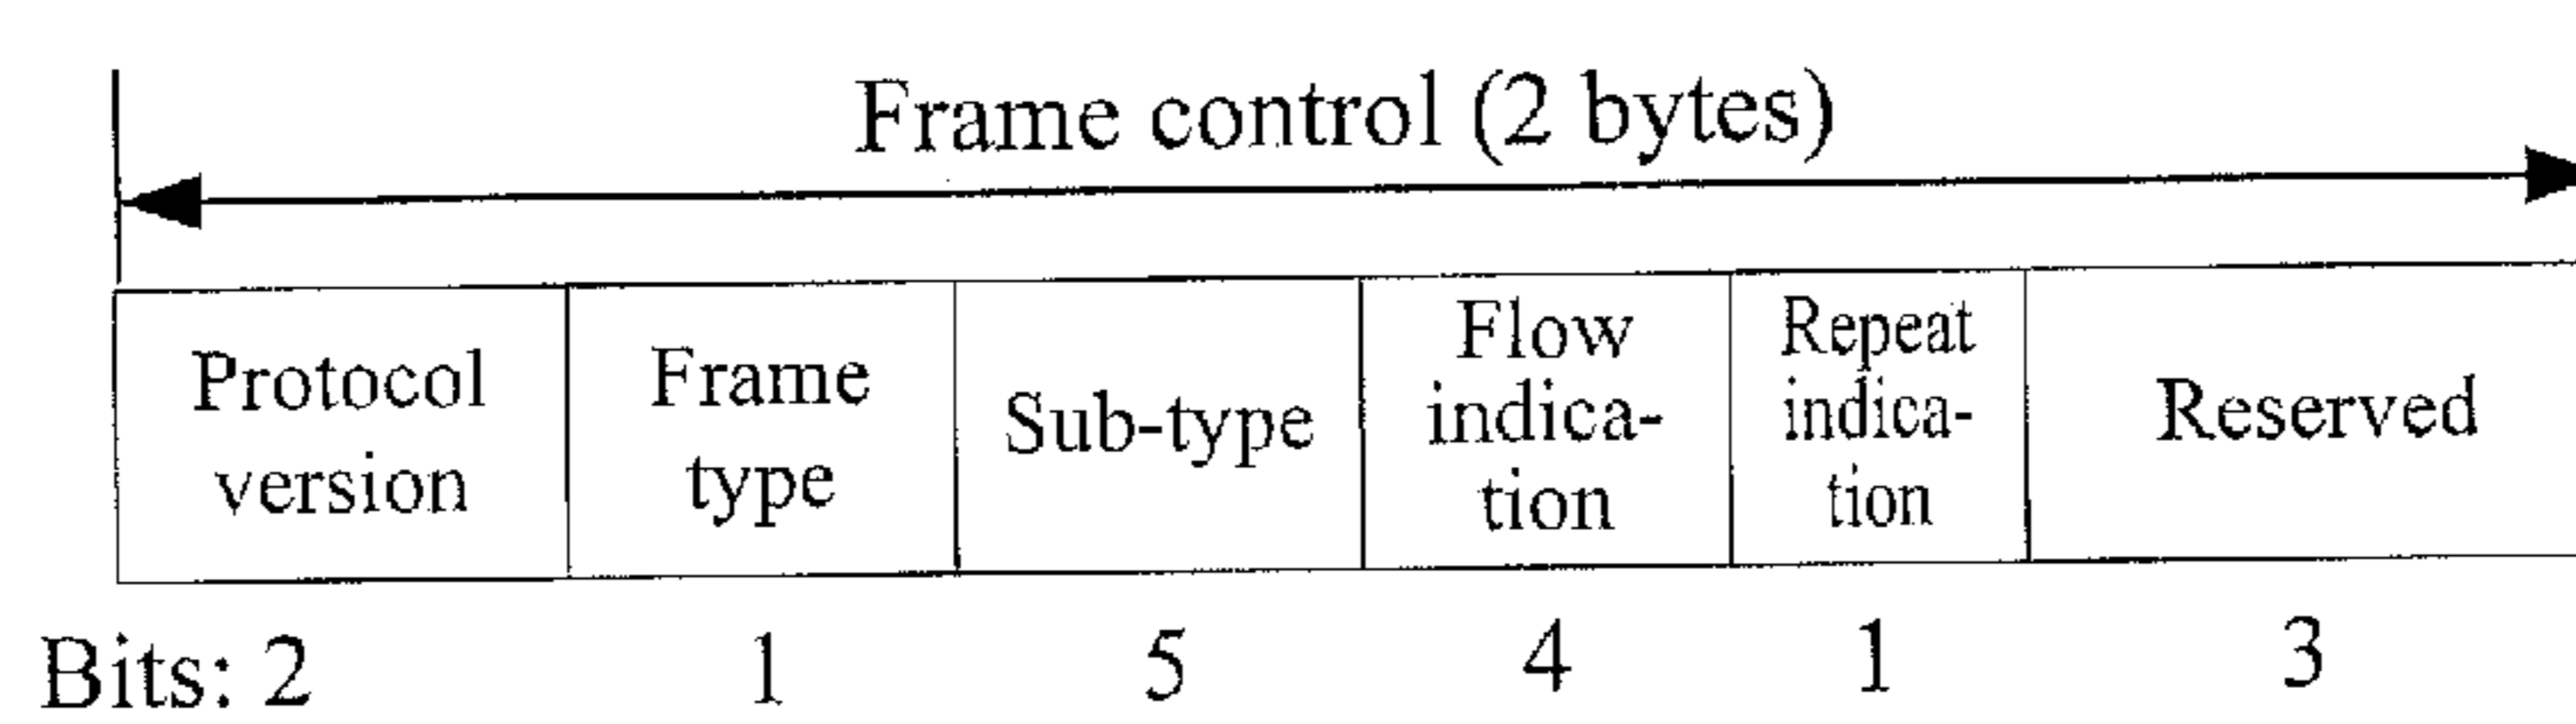 Frame control (2 bytes)
Protocol
version
Frame
type
Sub-type
Flow
indica-
tion
Repeat
indica-
tion
Reserved
Bits: 2 1 5 4 1 3